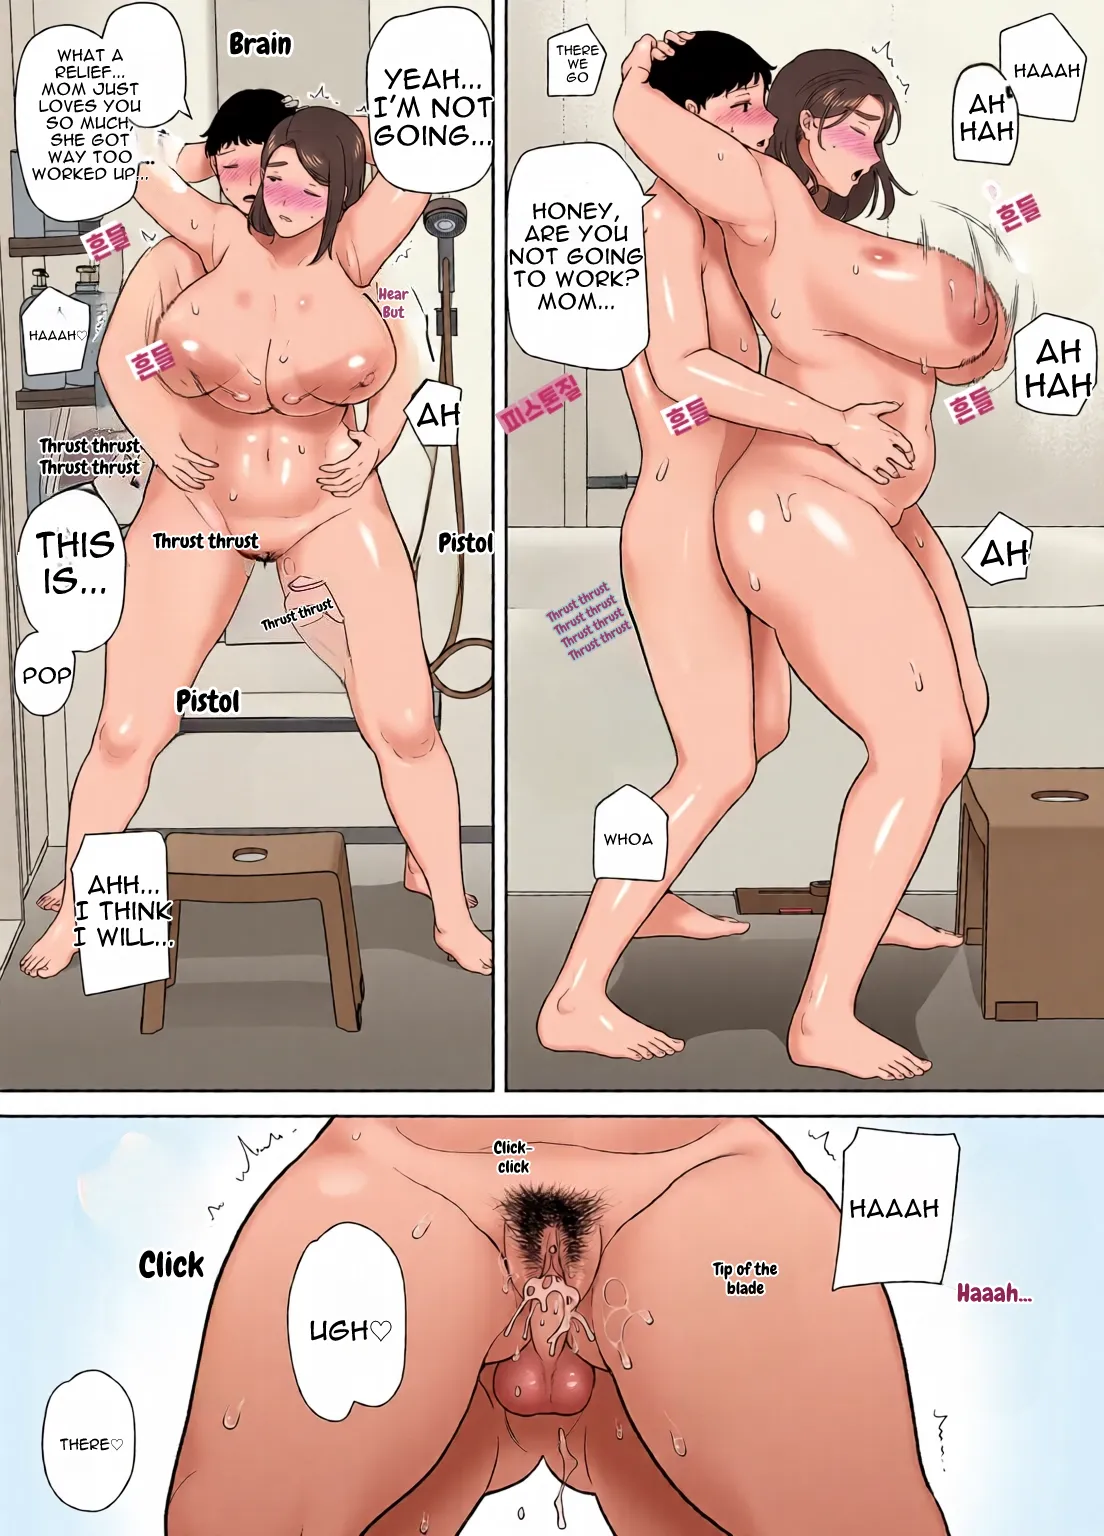 WHAT A
RELIEF...
MOM JUST
LOVES YOU
SO MUCH,
SHE GOT
WAY TOO
WORKED UP...
Brain
YEAH...
I'M NOT
GOING...
흔들
HAAAH♡
Hear
But
흔들
AH
Thrust thrust
Thrust thrust
THIS
IS...
Thrust thrust
Pistol
Thrust thrust
POP
Pistol
AHH...
I THINK
I WILL...
THERE
WE
GO
HAAAH
AH
HAH
HONEY,
ARE YOU
NOT GOING
TO WORK?
MOM...
흔들
AH
HAH
피스톤질
흔들
흔들
AH
Thrust thrust
Thrust thrust
Thrust thrust
Thrust thrust
WHOA
Click-
click
HAAAH
Click
Tip of the
blade
Haaah...
UGH♡
THERE♡